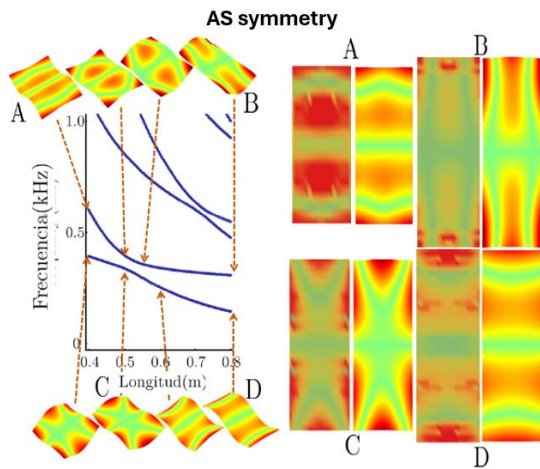 AS symmetry
A
B
A
B
Frecuencia(kHz)
1.0
0.5
0
0.4
0.5
0.6
0.7
0.8
Longitud(m)
C
D
C
D